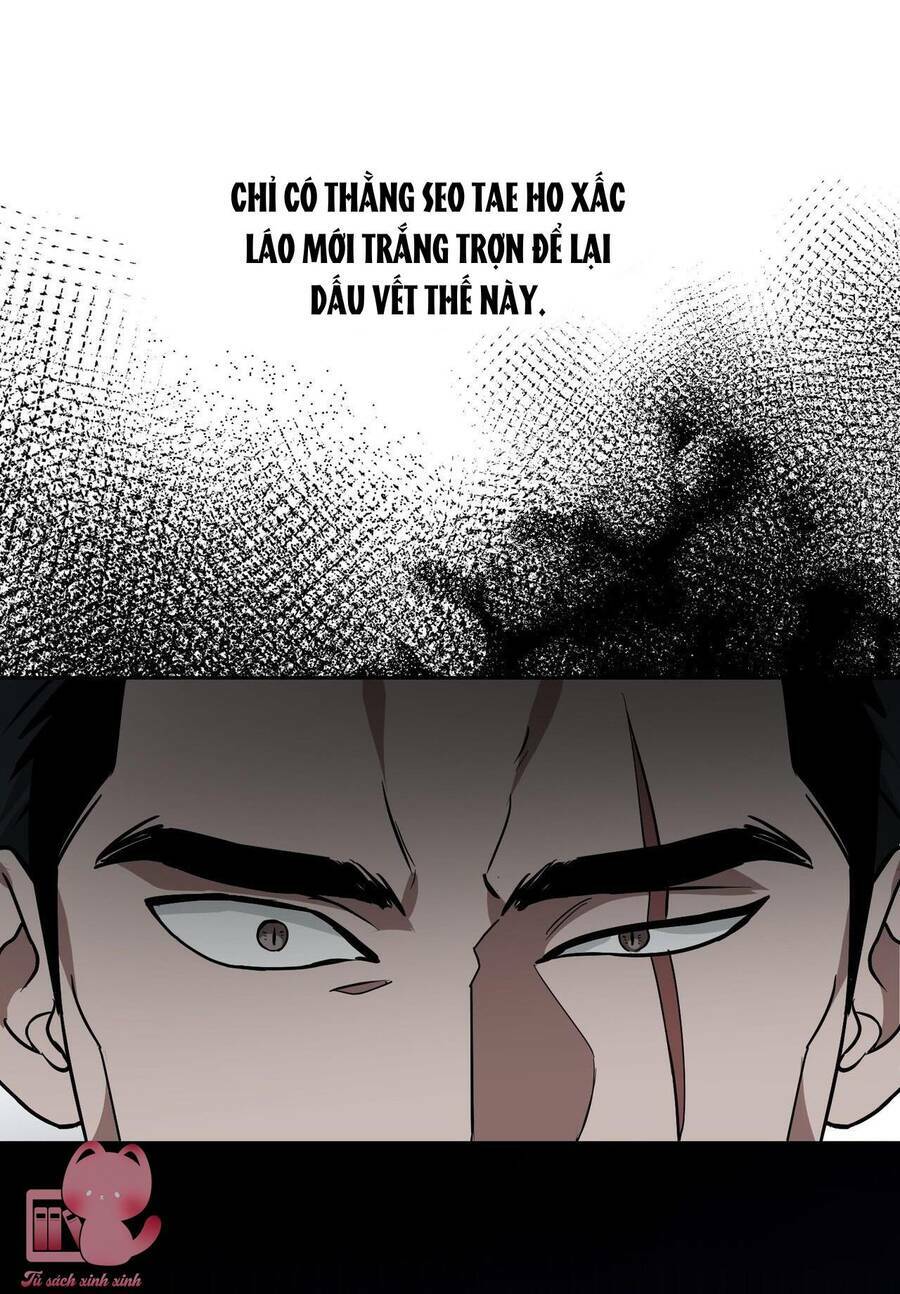 CHỈ CÓ THẰNG SEO TAE HO XẤC
LÁO MỚI TRẮNG TRỢN ĐỂ LẠI
DẤU VẾT THẾ NÀY.
Tủ sách xinh xinh